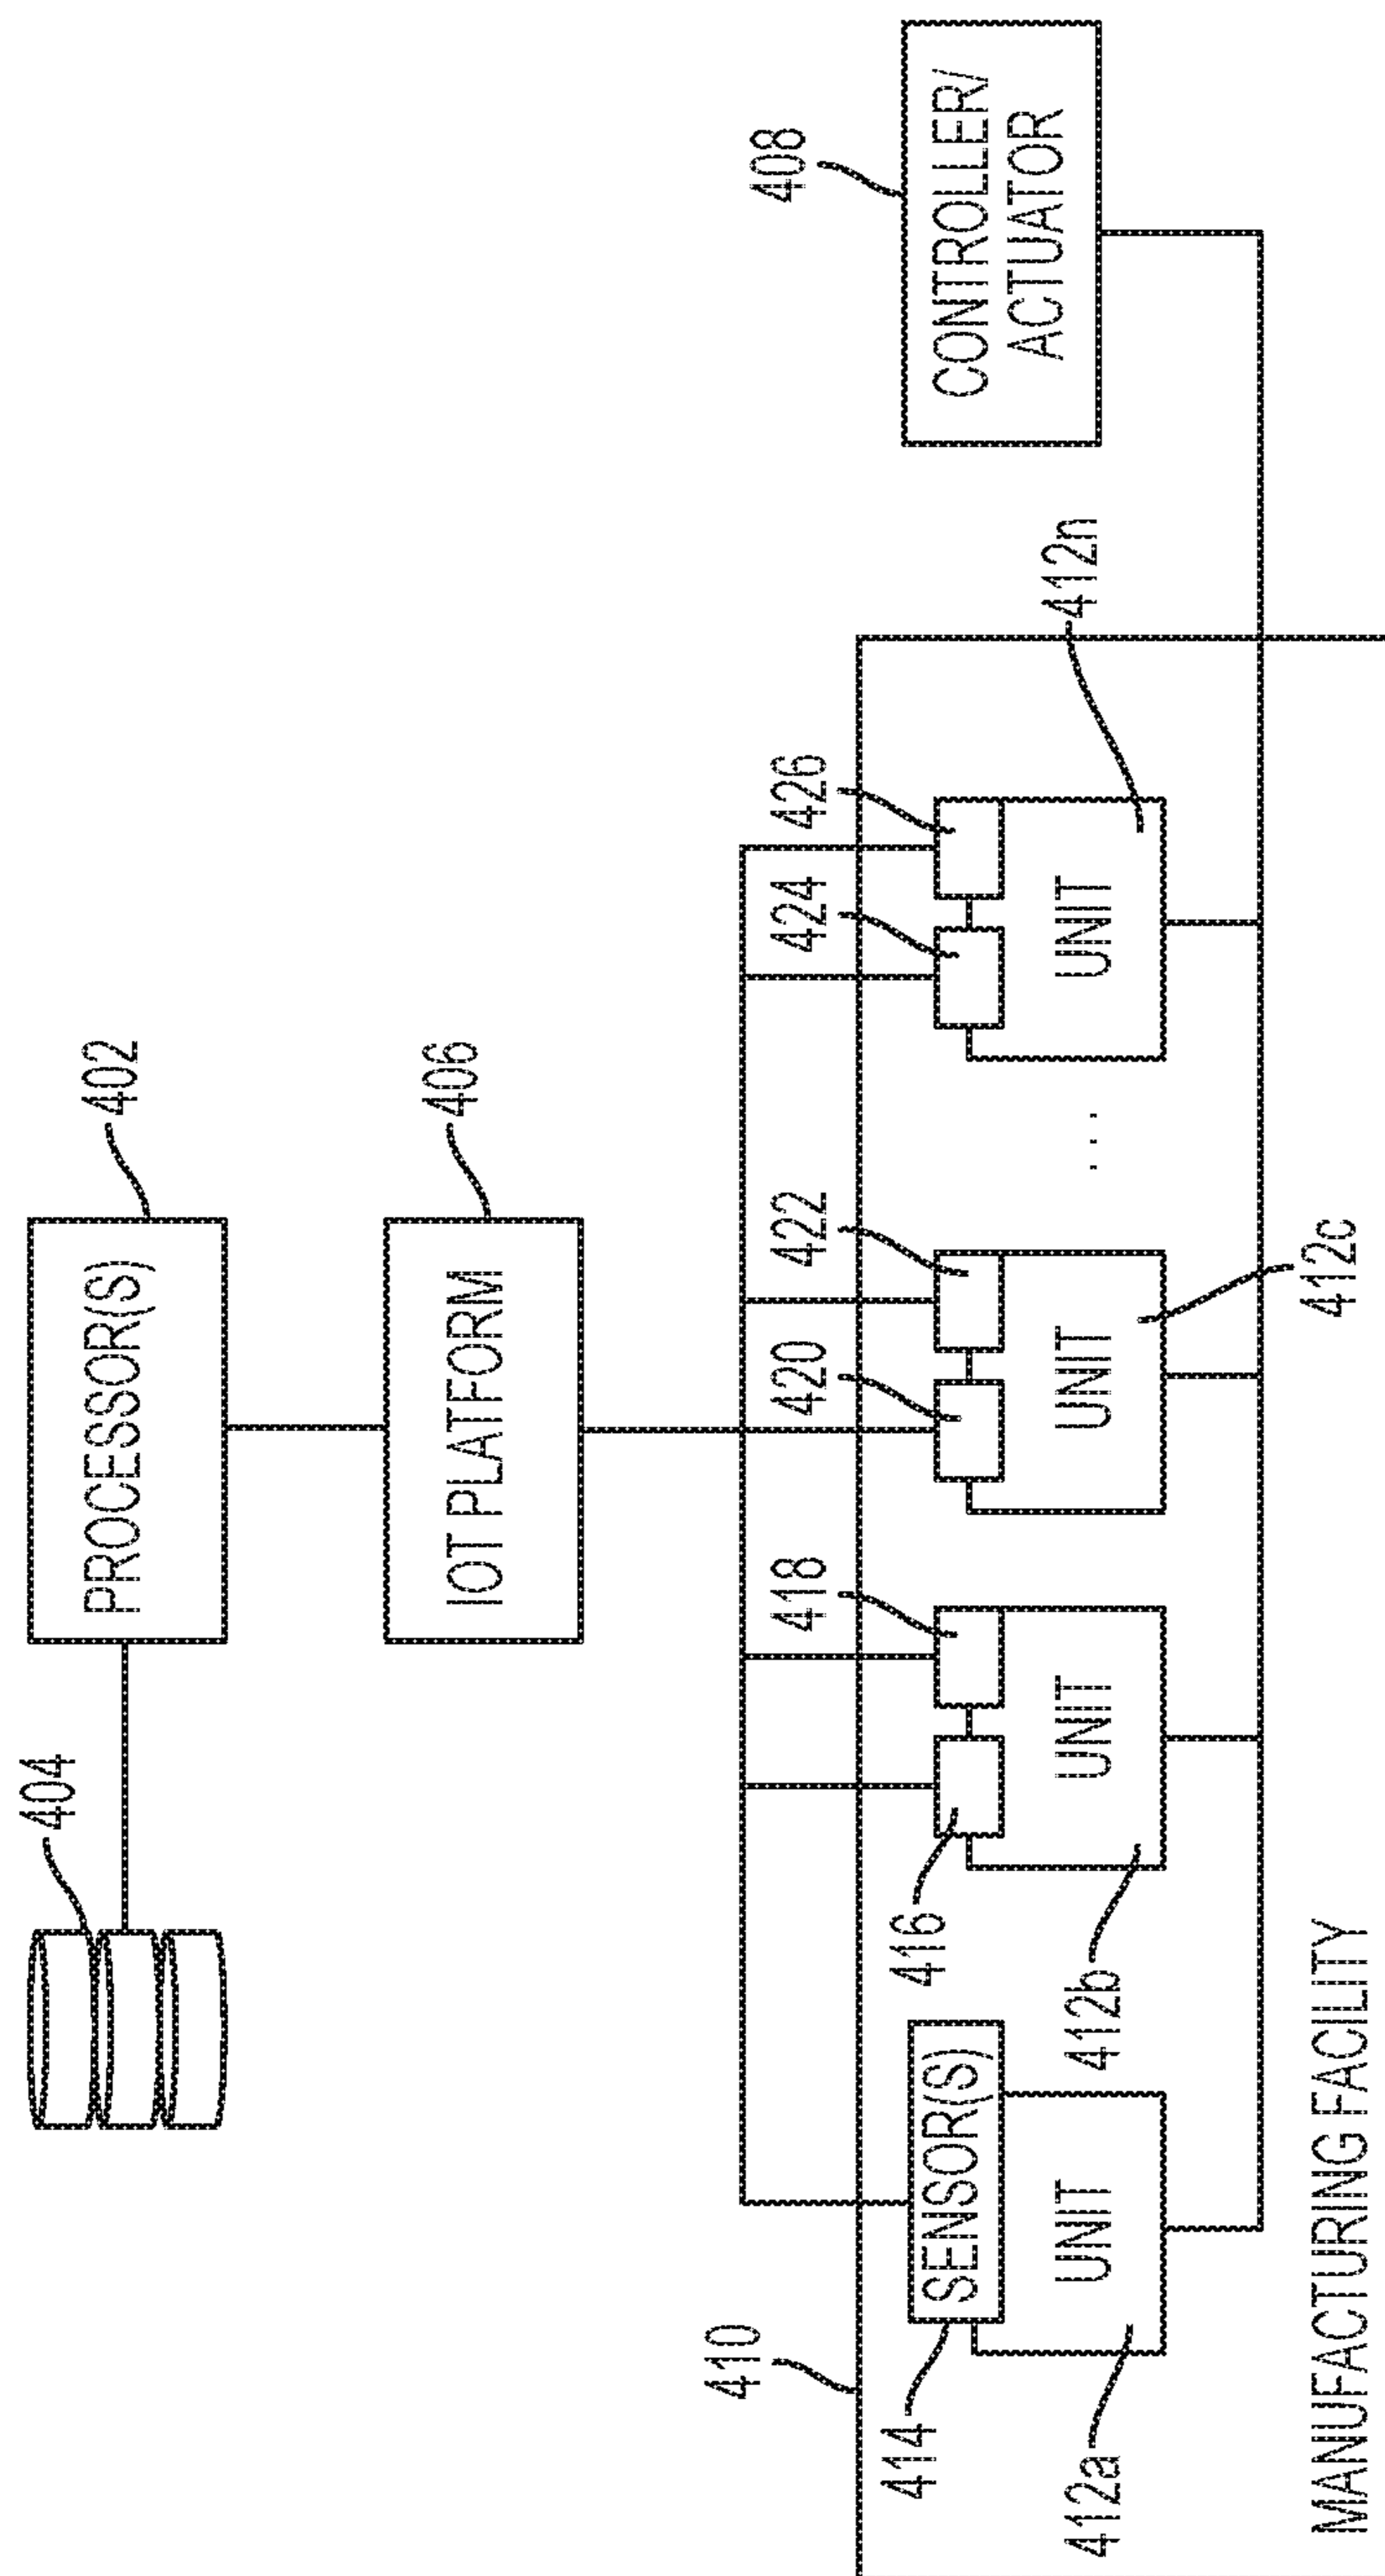 404
402
PROCESSOR(S)
406
IOT PLATFORM
408
CONTROLLER/
ACTUATOR
410
414
SENSOR(S)
416
418
420
422
424
426
412a
UNIT
412b
UNIT
UNIT
412c
. . .
UNIT
412n
MANUFACTURING FACILITY